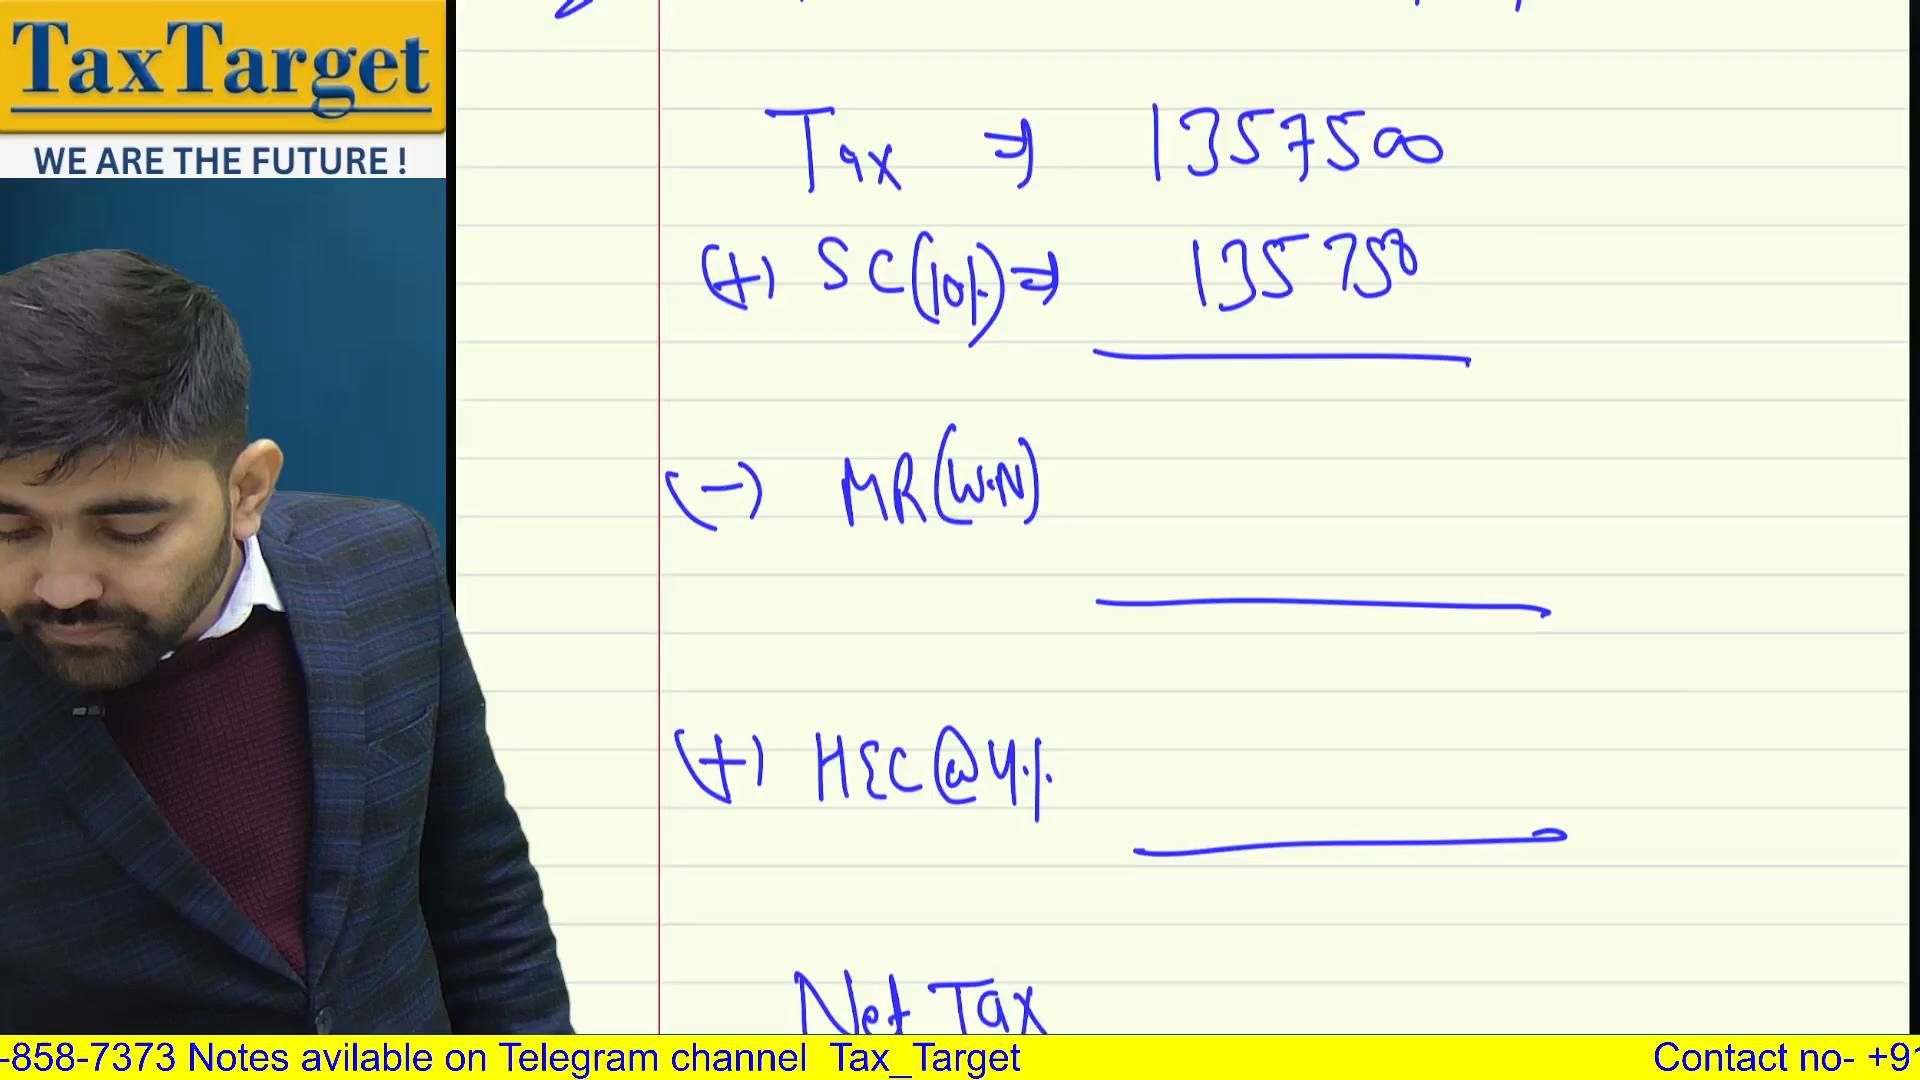 TaxTarget
WE ARE THE FUTURE !
Tax ⇒ 1357500
(+) SC(10%) ⇒ 135750
(-) MR(W.N)
(+) HEC@4%
Net Tax
-858-7373 Notes avilable on Telegram channel Tax_Target
Contact no- +91